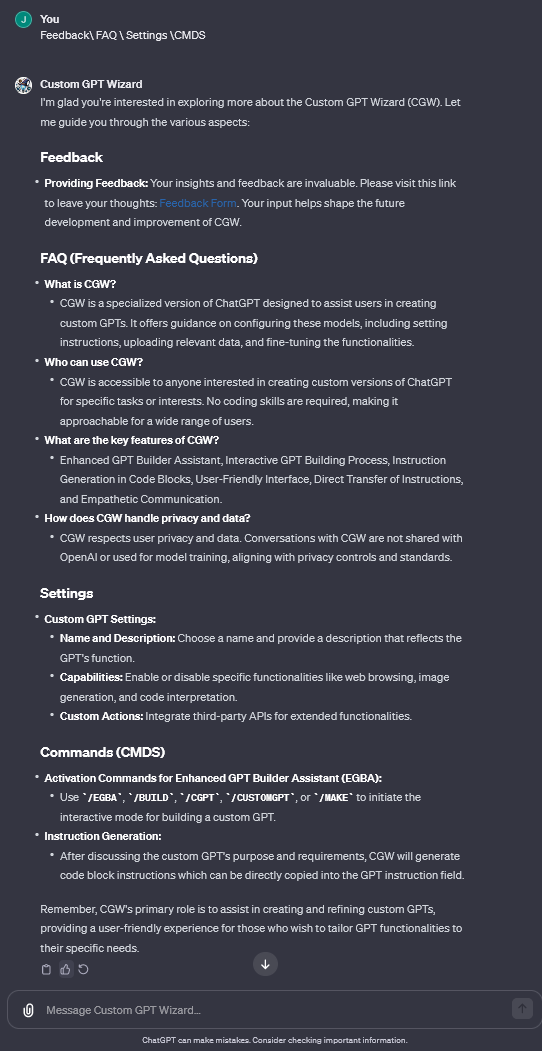 J You
Feedback\ FAQ \ Settings \CMDS
Custom GPT Wizard
I'm glad you're interested in exploring more about the Custom GPT Wizard (CGW). Let
me guide you through the various aspects:
Feedback
• Providing Feedback: Your insights and feedback are invaluable. Please visit this link
to leave your thoughts: Feedback Form. Your input helps shape the future
development and improvement of CGW.
FAQ (Frequently Asked Questions)
• What is CGW?
• CGW is a specialized version of ChatGPT designed to assist users in creating
custom GPTs. It offers guidance on configuring these models, including setting
instructions, uploading relevant data, and fine-tuning the functionalities.
• Who can use CGW?
• CGW is accessible to anyone interested in creating custom versions of ChatGPT
for specific tasks or interests. No coding skills are required, making it
approachable for a wide range of users.
• What are the key features of CGW?
• Enhanced GPT Builder Assistant, Interactive GPT Building Process, Instruction
Generation in Code Blocks, User-Friendly Interface, Direct Transfer of Instructions,
and Empathetic Communication.
• How does CGW handle privacy and data?
• CGW respects user privacy and data. Conversations with CGW are not shared with
OpenAI or used for model training, aligning with privacy controls and standards.
Settings
• Custom GPT Settings:
• Name and Description: Choose a name and provide a description that reflects the
GPT's function.
• Capabilities: Enable or disable specific functionalities like web browsing, image
generation, and code interpretation.
• Custom Actions: Integrate third-party APIs for extended functionalities.
Commands (CMDS)
• Activation Commands for Enhanced GPT Builder Assistant (EGBA):
• Use `/EGBA`, `/BUILD`, `/CGPT`, `/CUSTOMGPT`, or `/MAKE` to initiate the
interactive mode for building a custom GPT.
• Instruction Generation:
• After discussing the custom GPT's purpose and requirements, CGW will generate
code block instructions which can be directly copied into the GPT instruction field.
Remember, CGW's primary role is to assist in creating and refining custom GPTs,
providing a user-friendly experience for those who wish to tailor GPT functionalities to
their specific needs.
Message Custom GPT Wizard...
ChatGPT can make mistakes. Consider checking important information.